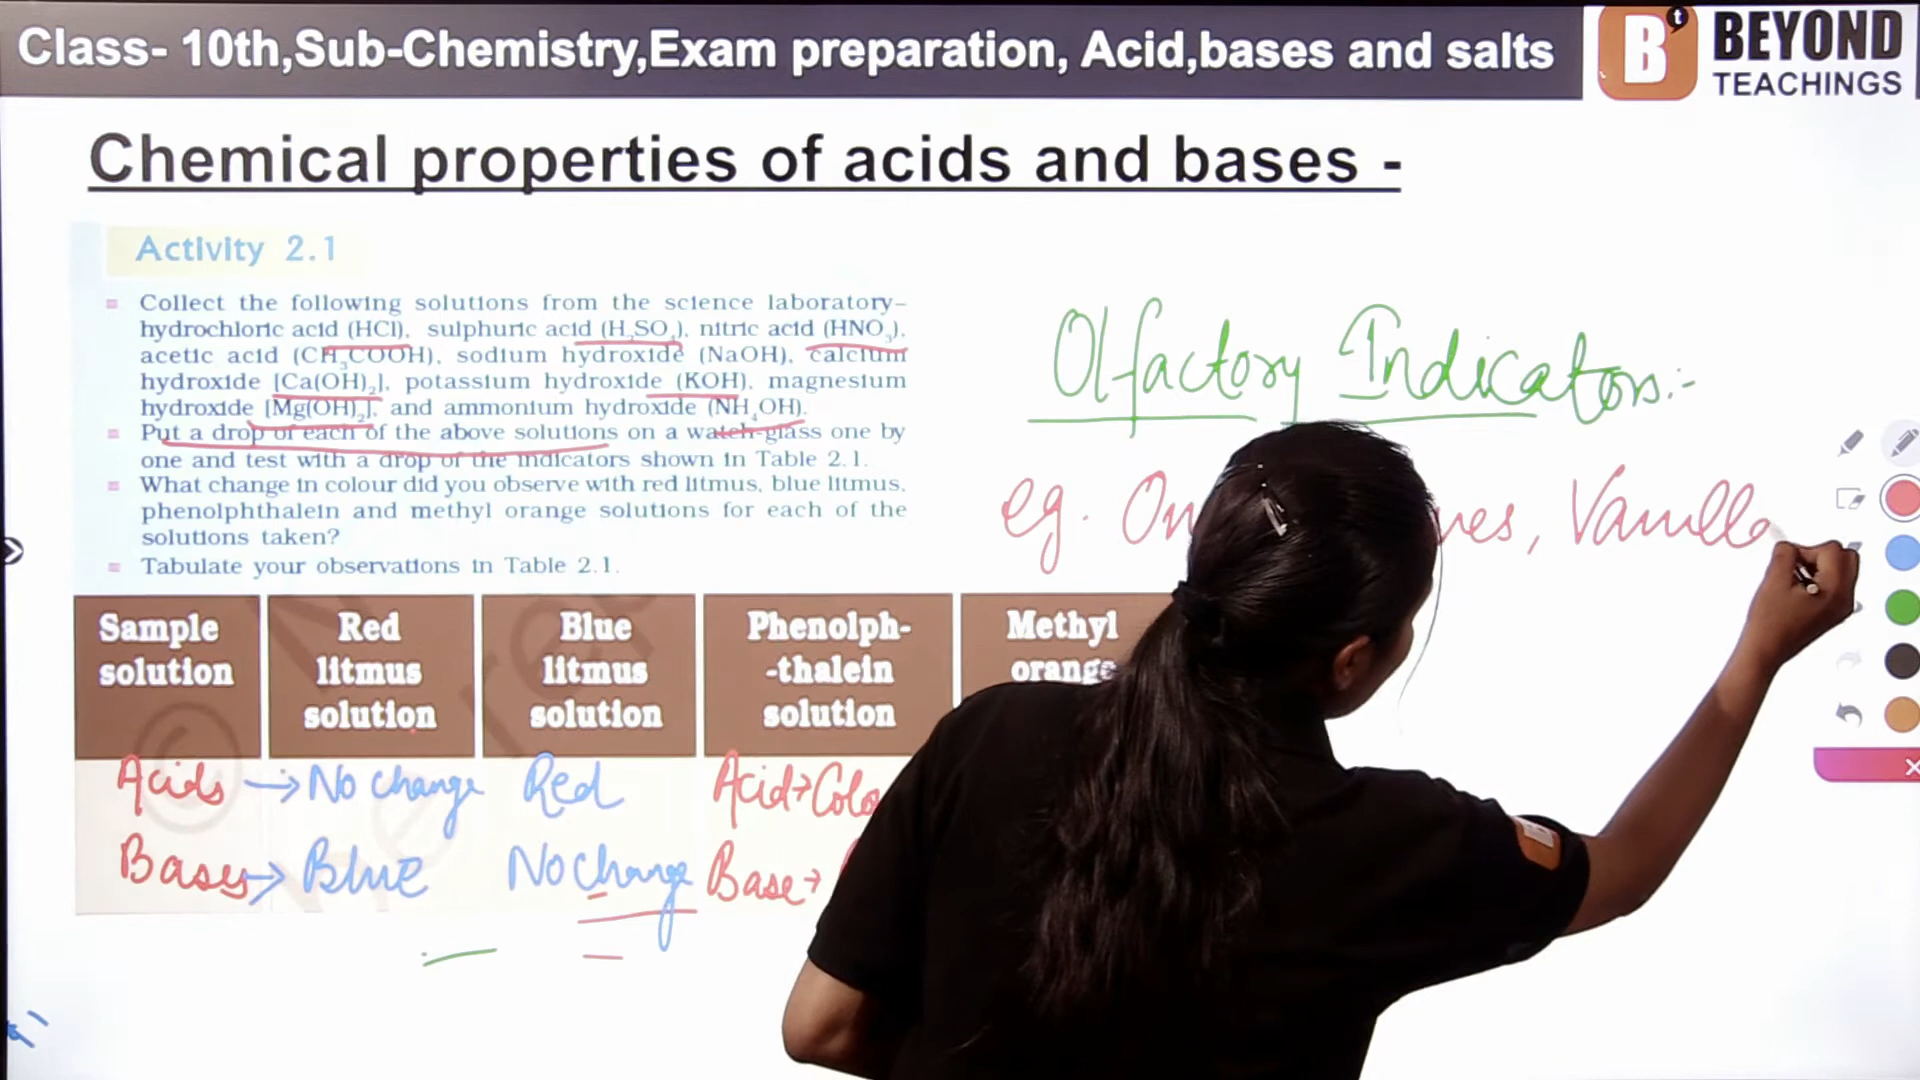 Class- 10th,Sub-Chemistry,Exam preparation, Acid,bases and salts
Bt BEYOND
TEACHINGS
Chemical properties of acids and bases -
Activity 2.1
Collect the following solutions from the science laboratory–
hydrochloric acid (HCl), sulphuric acid (H₂SO₄), nitric acid (HNO₃),
acetic acid (CH₃COOH), sodium hydroxide (NaOH), calcium
hydroxide [Ca(OH)₂], potassium hydroxide (KOH), magnesium
hydroxide [Mg(OH)₂], and ammonium hydroxide (NH₄OH).
Put a drop of each of the above solutions on a watch-glass one by
one and test with a drop of the indicators shown in Table 2.1.
What change in colour did you observe with red litmus, blue litmus,
phenolphthalein and methyl orange solutions for each of the
solutions taken?
Tabulate your observations in Table 2.1.
Olfactory Indicators:-
eg. On , Vanilla
Sample solution
Red litmus solution
Blue litmus solution
Phenolph- -thalein solution
Methyl orange
Acids → No change Red Acid→Colo
Bases → Blue No change Base→